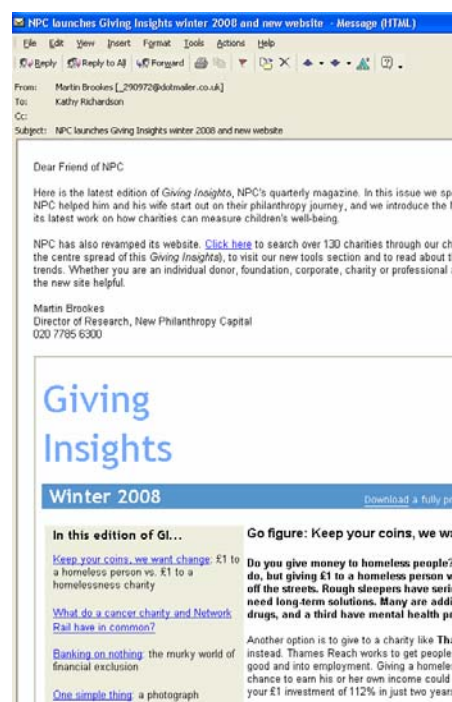 NPC launches Giving Insights winter 2008 and new website - Message (HTML)
File Edit View Insert Format Tools Actions Help
Reply Reply to All Forward
From: Martin Brookes [_290972@dotmailer.co.uk]
To: Kathy Richardson
Cc:
Subject: NPC launches Giving Insights winter 2008 and new website
Dear Friend of NPC
Here is the latest edition of Giving Insights, NPC's quarterly magazine. In this issue we sp
NPC helped him and his wife start out on their philanthropy journey, and we introduce the
its latest work on how charities can measure children's well-being.
NPC has also revamped its website. Click here to search over 130 charities through our ch
the centre spread of this Giving Insights), to visit our new tools section and to read about t
trends. Whether you are an individual donor, foundation, corporate, charity or professional
the new site helpful.
Martin Brookes
Director of Research, New Philanthropy Capital
020 7785 6300
Giving
Insights
Winter 2008
Download a fully pr
In this edition of GI...
Keep your coins, we want change: £1 to
a homeless person vs. £1 to a
homelessness charity
What do a cancer charity and Network
Rail have in common?
Banking on nothing: the murky world of
financial exclusion
One simple thing: a photograph
Go figure: Keep your coins, we wa
Do you give money to homeless people?
do, but giving £1 to a homeless person w
off the streets. Rough sleepers have seri
need long-term solutions. Many are addi
drugs, and a third have mental health pr
Another option is to give to a charity like Tha
instead. Thames Reach works to get people
good and into employment. Giving a homele
chance to earn his or her own income could
your £1 investment of 112% in just two years